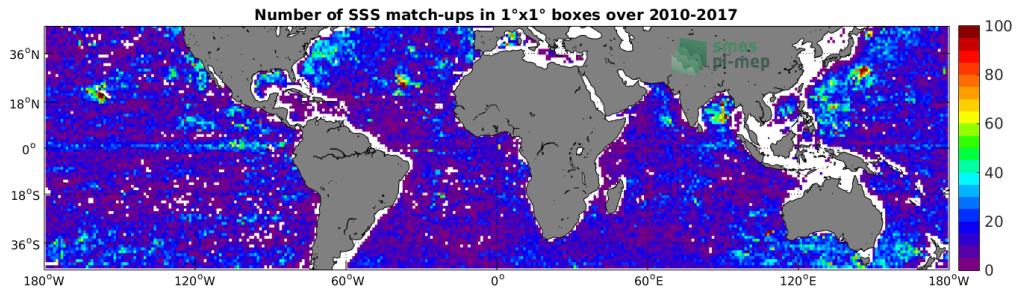 Number of SSS match-ups in 1°x1° boxes over 2010-2017
smos
pi-mep
36°N
18°N
0°
18°S
36°S
180°W
120°W
60°W
0°
60°E
120°E
180°W
100
80
60
40
20
0